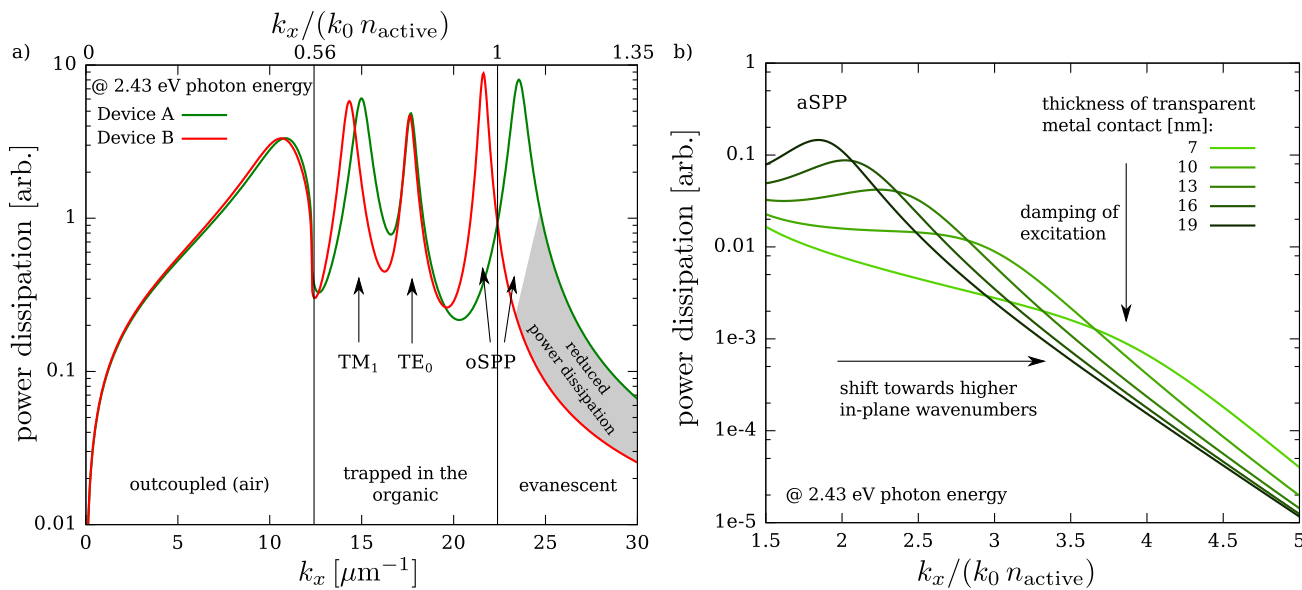 a)
k_x/(k_0 n_active)
0 0.56 1 1.35
@ 2.43 eV photon energy
Device A
Device B
power dissipation [arb.]
10
1
0.1
0.01
TM_1 TE_0 oSPP
reduced
power dissipation
outcoupled (air)
trapped in the
organic
evanescent
0 5 10 15 20 25 30
k_x [μm^−1]
b)
power dissipation [arb.]
1
0.1
0.01
1e-3
1e-4
1e-5
aSPP
thickness of transparent
metal contact [nm]:
7
10
13
16
19
damping of
excitation
shift towards higher
in-plane wavenumbers
@ 2.43 eV photon energy
1.5 2 2.5 3 3.5 4 4.5 5
k_x/(k_0 n_active)